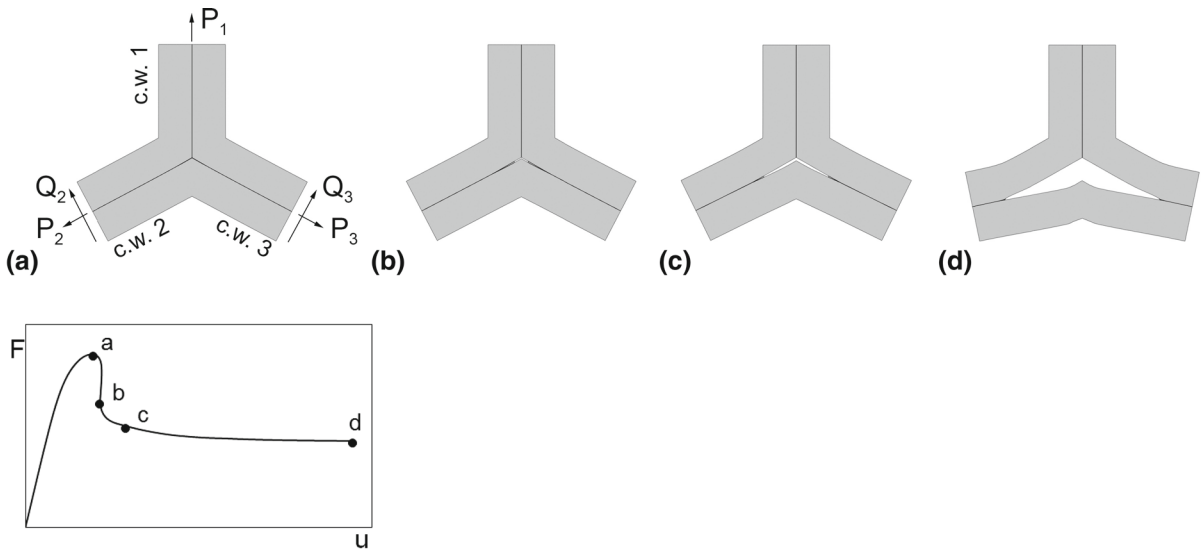 P₁
c.w. 1
Q₂
Q₃
P₂
P₃
c.w. 2
c.w. 3
(a)
(b)
(c)
(d)
F
a
b
c
d
u